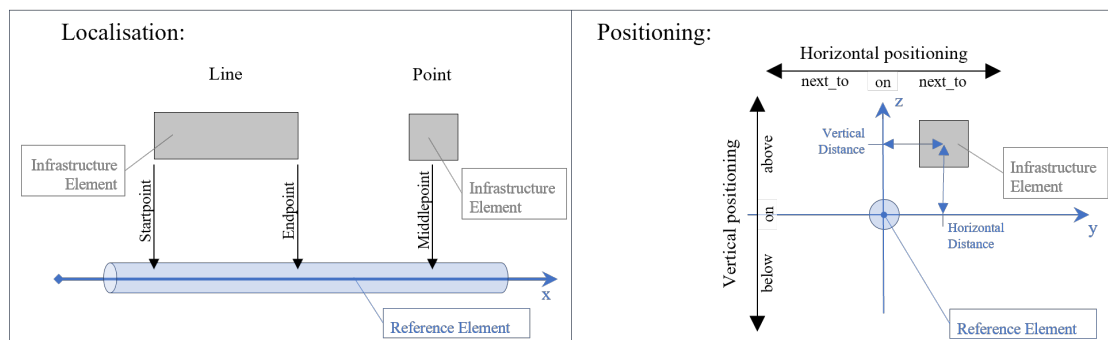 Localisation:
Line
Point
Infrastructure
Element
Infrastructure
Element
Startpoint
Endpoint
Middlepoint
x
Reference Element
Positioning:
Horizontal positioning
next_to
on
next_to
Vertical positioning
above
on
below
z
Vertical
Distance
Infrastructure
Element
Horizontal
Distance
y
Reference Element